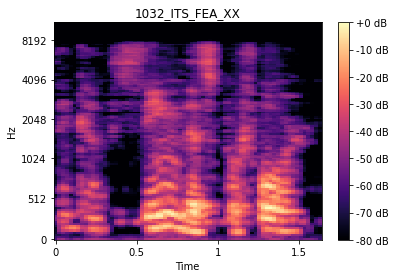 1032_ITS_FEA_XX
8192
4096
2048
1024
512
0
Hz
0
0.5
1
1.5
Time
+0 dB
-10 dB
-20 dB
-30 dB
-40 dB
-50 dB
-60 dB
-70 dB
-80 dB